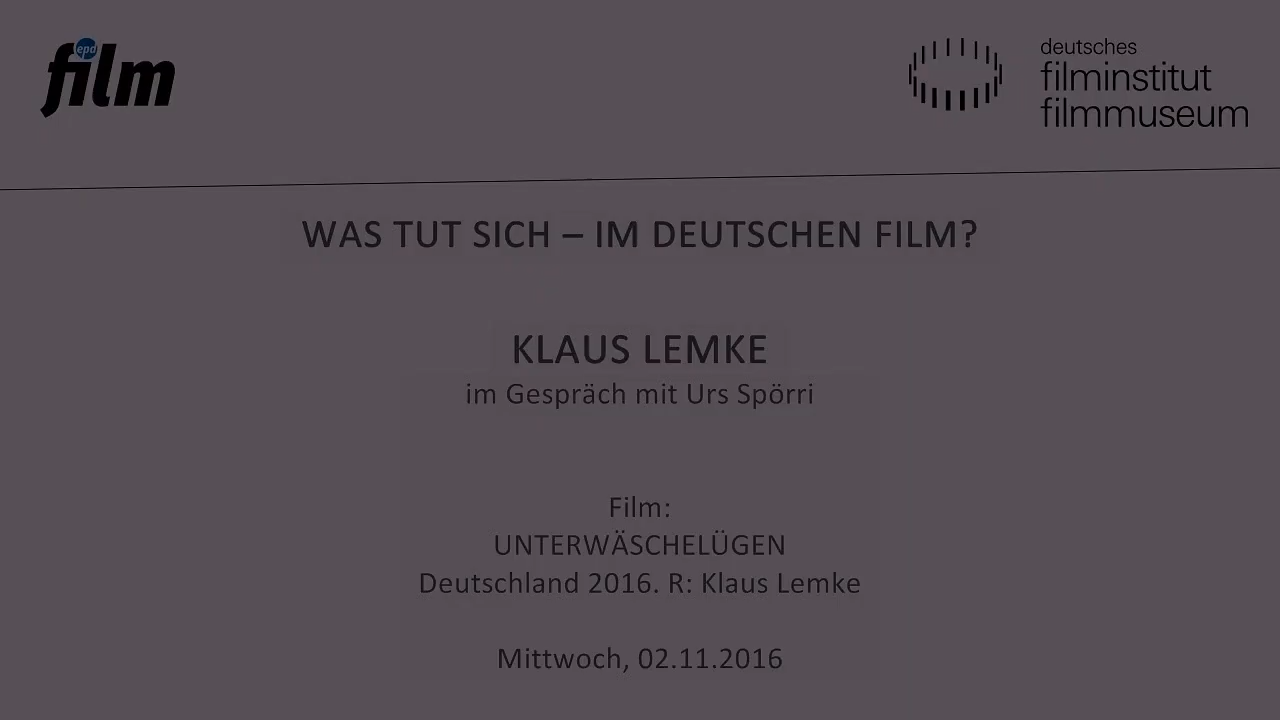 epd
film
deutsches
filminstitut
filmmuseum
WAS TUT SICH – IM DEUTSCHEN FILM?
KLAUS LEMKE
im Gespräch mit Urs Spörri
Film:
UNTERWÄSCHELÜGEN
Deutschland 2016. R: Klaus Lemke
Mittwoch, 02.11.2016